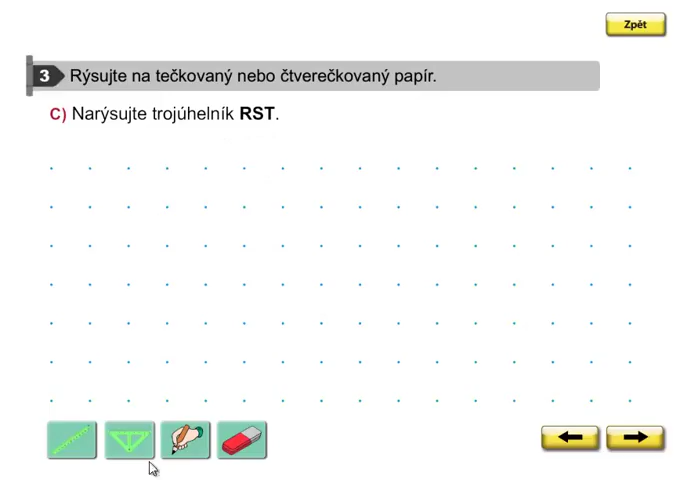 Zpět
3 Rýsujte na tečkovaný nebo čtverečkovaný papír.
C) Narýsujte trojúhelník RST.